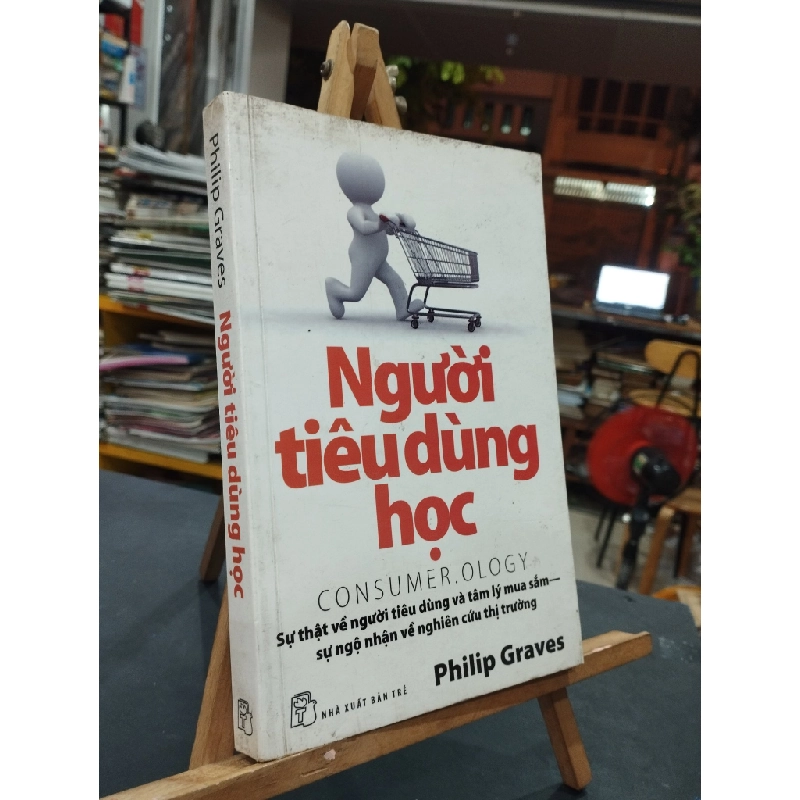 Philip Graves
Người tiêu dùng học
Người
tiêu dùng
học
CONSUMER.OLOGY
Sự thật về người tiêu dùng và tâm lý mua sắm—
sự ngộ nhận về nghiên cứu thị trường
Philip Graves
NHÀ XUẤT BẢN TRẺ